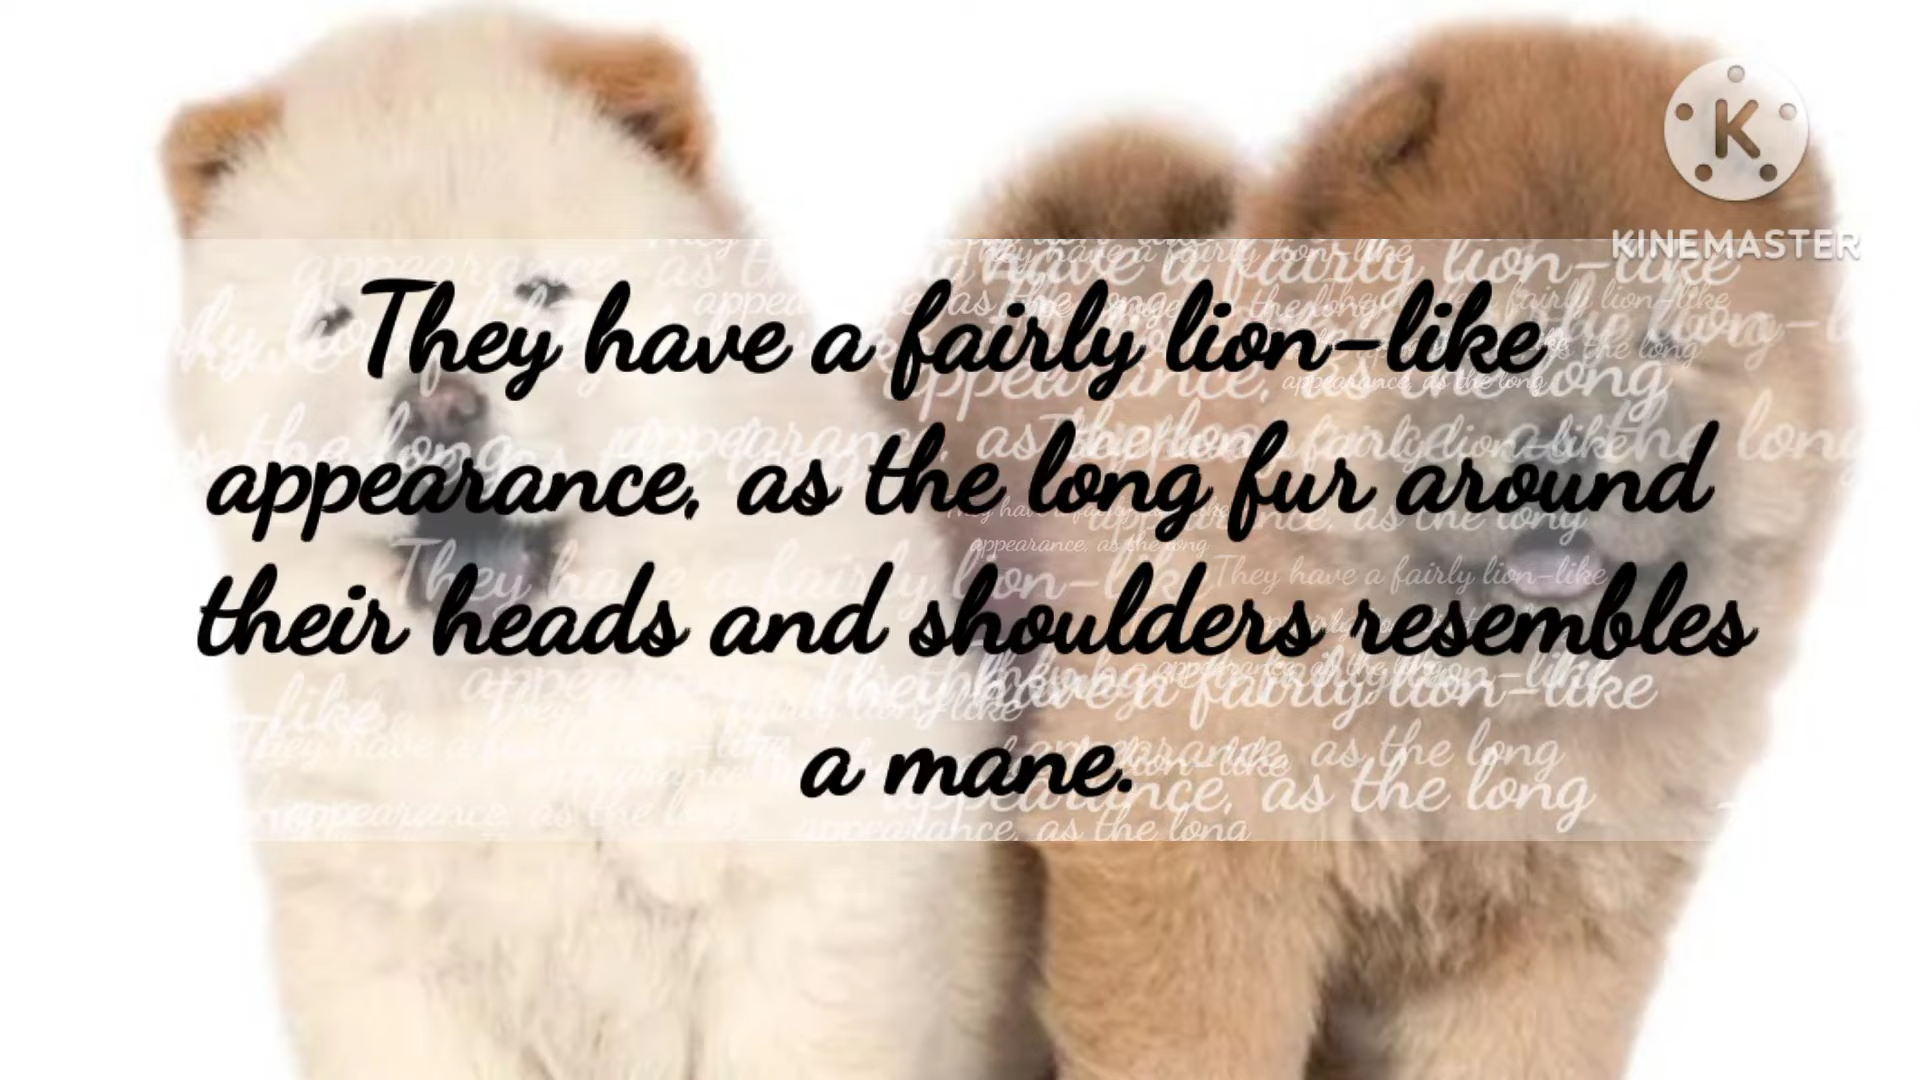 K
KINEMASTER
They have a fairly lion-like
appearance, as the long fur around
their heads and shoulders resembles
a mane.